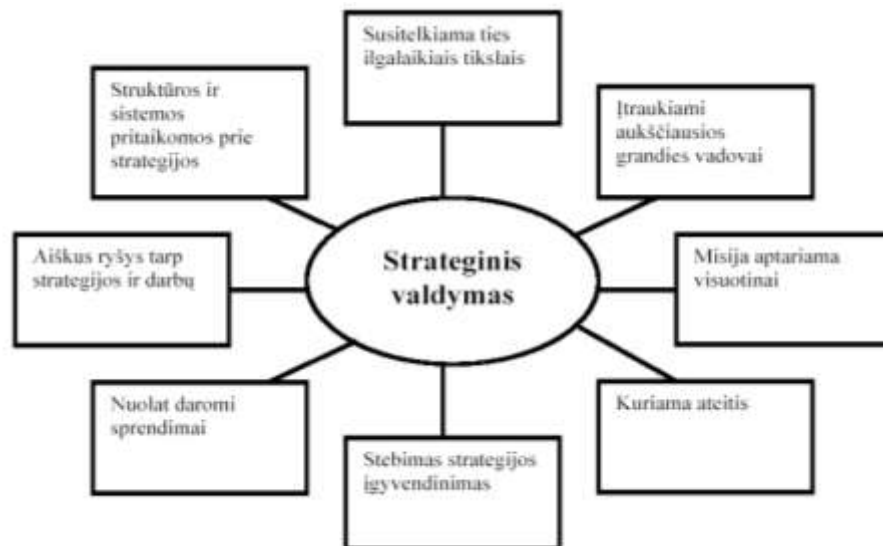 Susitelkiama ties
ilgalaikiais tikslais
Struktūros ir
sistemos
pritaikomos prie
strategijos
Įtraukiami
aukščiausios
grandies vadovai
Aiškus ryšys tarp
strategijos ir darbų
Strateginis
valdymas
Misija aptariama
visuotinai
Nuolat daromi
sprendimai
Stebimas strategijos
įgyvendinimas
Kuriama ateitis